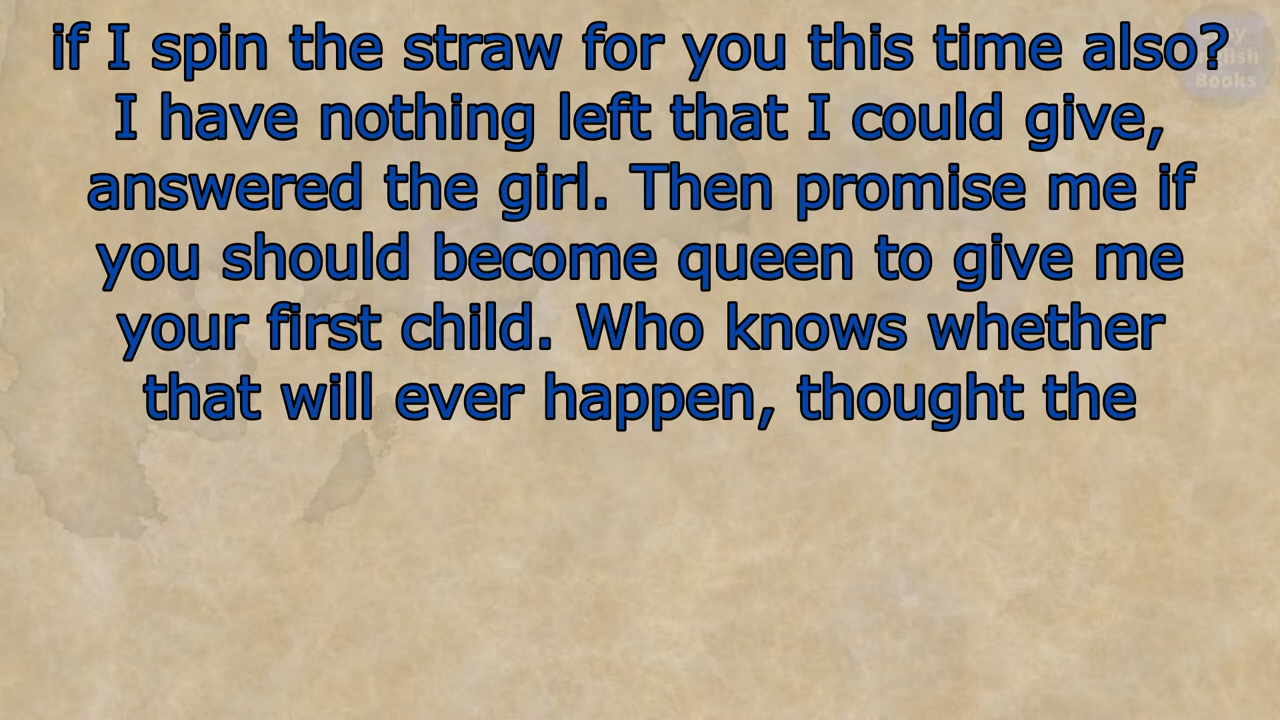 if I spin the straw for you this time also?
I have nothing left that I could give,
answered the girl. Then promise me if
you should become queen to give me
your first child. Who knows whether
that will ever happen, thought the
Books